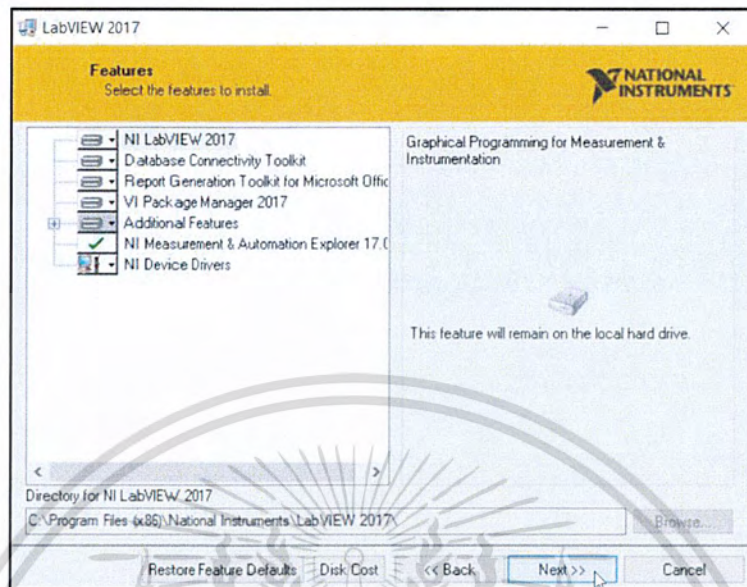 LabVIEW 2017
Features
Select the features to install.
NATIONAL
INSTRUMENTS
NI LabVIEW 2017
Database Connectivity Toolkit
Report Generation Toolkit for Microsoft Offic
VI Package Manager 2017
Additional Features
NI Measurement & Automation Explorer 17.0
NI Device Drivers
Graphical Programming for Measurement &
Instrumentation
This feature will remain on the local hard drive.
Directory for NI LabVIEW 2017
C:\Program Files (x86)\National Instruments\LabVIEW 2017\
Browse...
Restore Feature Defaults
Disk Cost
<< Back
Next >>
Cancel